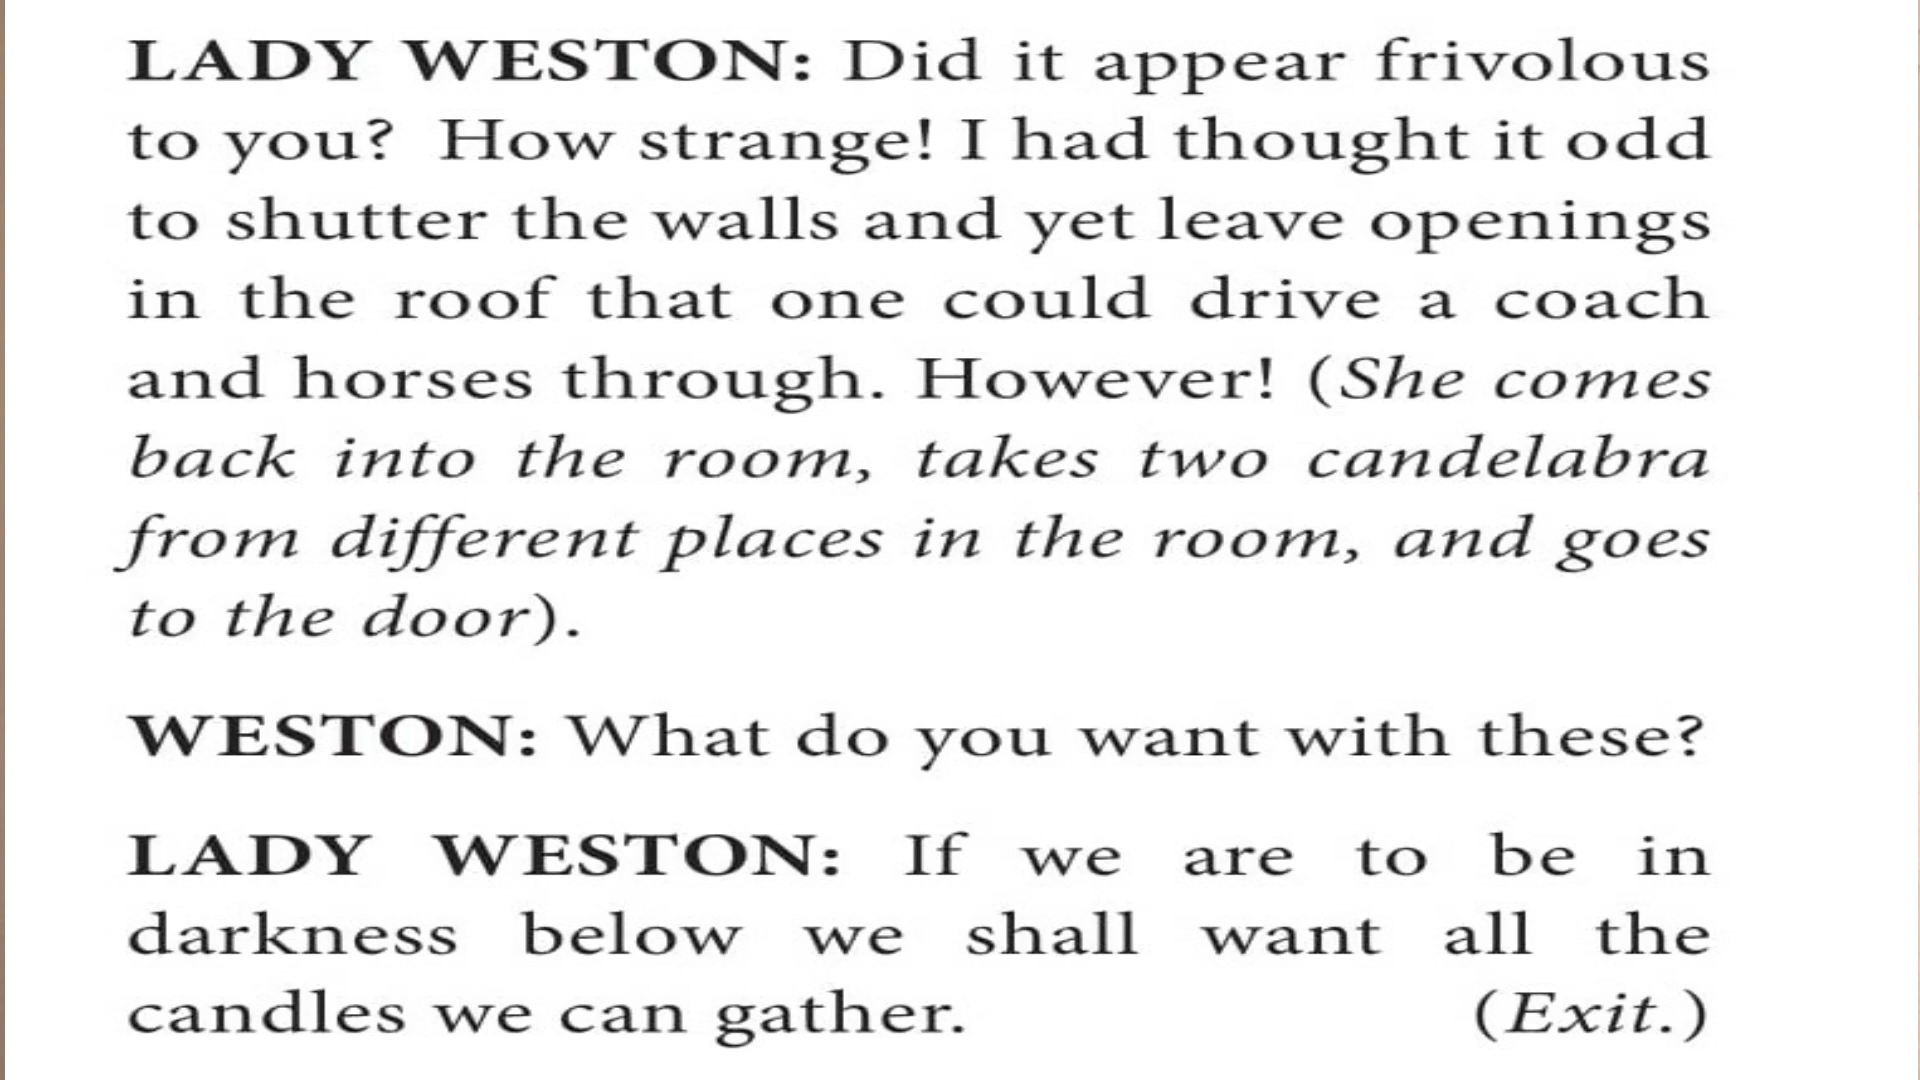 LADY WESTON: Did it appear frivolous
to you? How strange! I had thought it odd
to shutter the walls and yet leave openings
in the roof that one could drive a coach
and horses through. However! (She comes
back into the room, takes two candelabra
from different places in the room, and goes
to the door).
WESTON: What do you want with these?
LADY WESTON: If we are to be in
darkness below we shall want all the
candles we can gather. (Exit.)